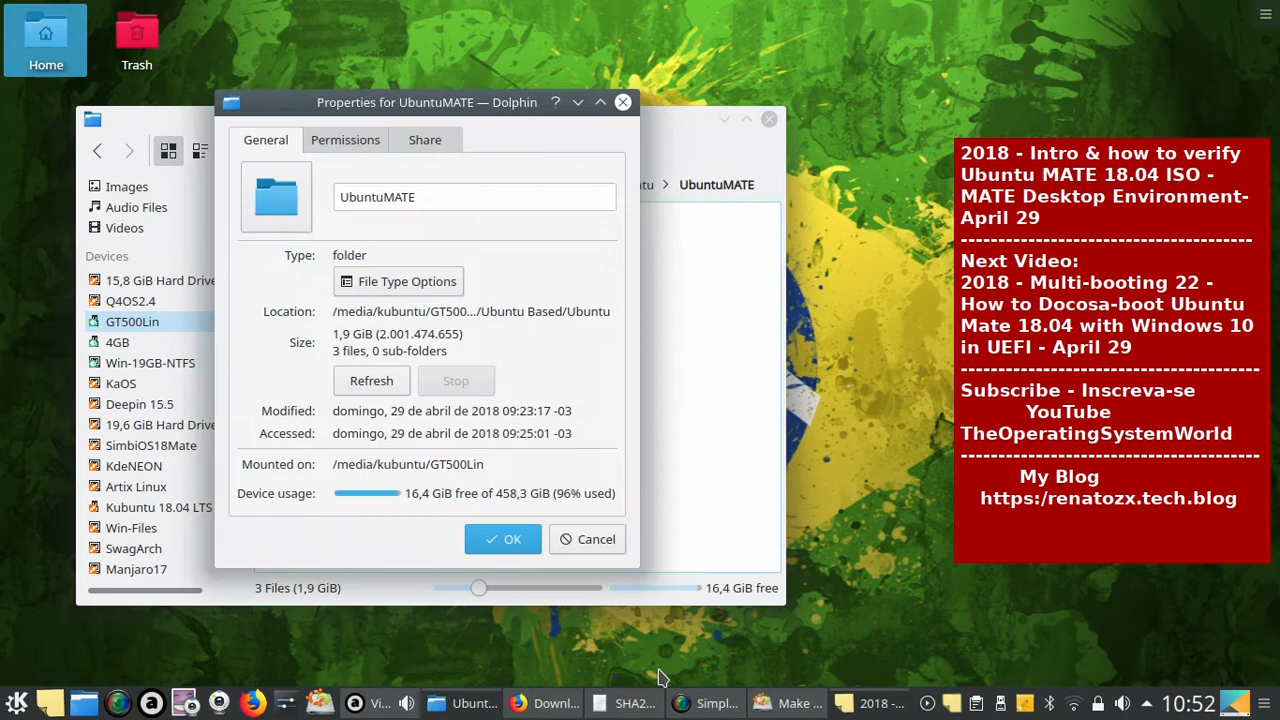 Home
Trash
Properties for UbuntuMATE — Dolphin
General
Permissions
Share
tu
UbuntuMATE
UbuntuMATE
Images
Audio Files
Videos
Devices
15,8 GiB Hard Drive
Q4OS2.4
GT500Lin
4GB
Win-19GB-NTFS
KaOS
Deepin 15.5
19,6 GiB Hard Drive
SimbiOS18Mate
KdeNEON
Artix Linux
Kubuntu 18.04 LTS
Win-Files
SwagArch
Manjaro17
Type: folder
File Type Options
Location: /media/kubuntu/GT500.../Ubuntu Based/Ubuntu
Size: 1,9 GiB (2.001.474.655)
3 files, 0 sub-folders
Refresh
Stop
Modified: domingo, 29 de abril de 2018 09:23:17 -03
Accessed: domingo, 29 de abril de 2018 09:25:01 -03
Mounted on: /media/kubuntu/GT500Lin
Device usage: 16,4 GiB free of 458,3 GiB (96% used)
OK
Cancel
3 Files (1,9 GiB)
16,4 GiB free
2018 - Intro & how to verify
Ubuntu MATE 18.04 ISO -
MATE Desktop Environment-
April 29
---------------------------------------
Next Video:
2018 - Multi-booting 22 -
How to Docosa-boot Ubuntu
Mate 18.04 with Windows 10
in UEFI - April 29
----------------------------------------
Subscribe - Inscreva-se
YouTube
TheOperatingSystemWorld
----------------------------------------
My Blog
https:/renatozx.tech.blog
Vi...
Ubunt...
Downl...
SHA2...
Simpl...
Make ...
2018 -...
10:52